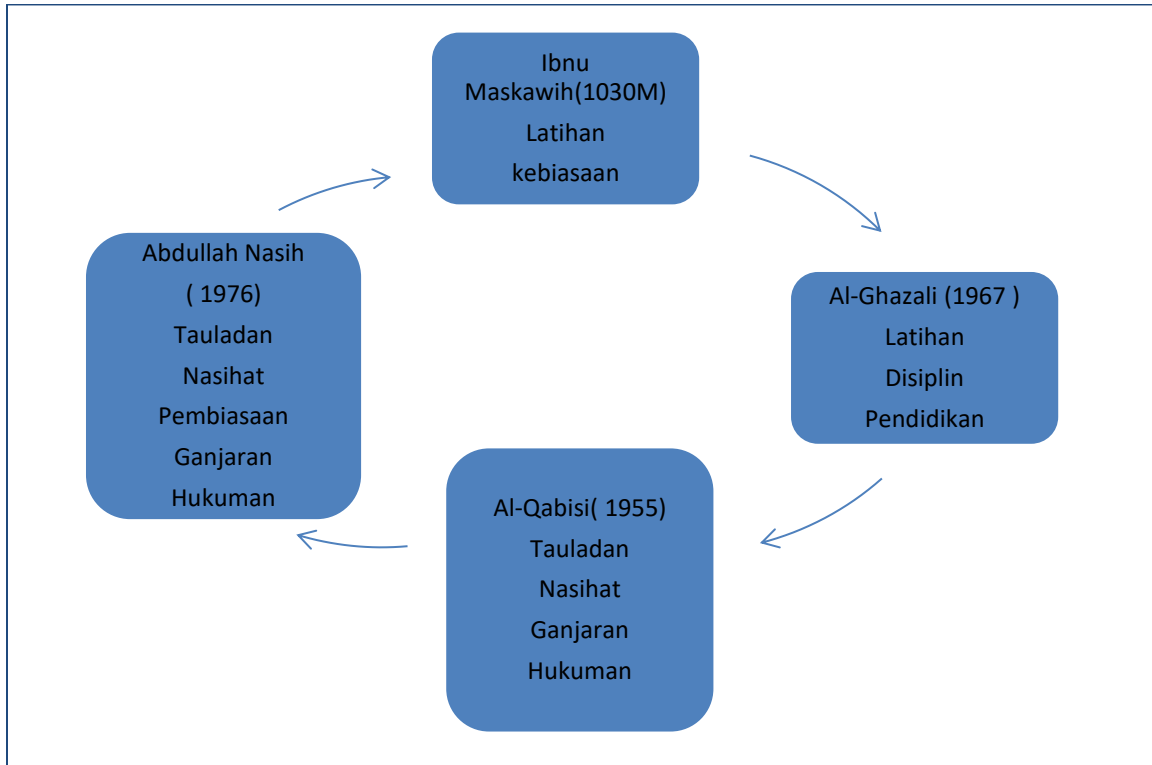 Ibnu
Maskawih(1030M)
Latihan
kebiasaan
Al-Ghazali (1967 )
Latihan
Disiplin
Pendidikan
Al-Qabisi( 1955)
Tauladan
Nasihat
Ganjaran
Hukuman
Abdullah Nasih
( 1976)
Tauladan
Nasihat
Pembiasaan
Ganjaran
Hukuman